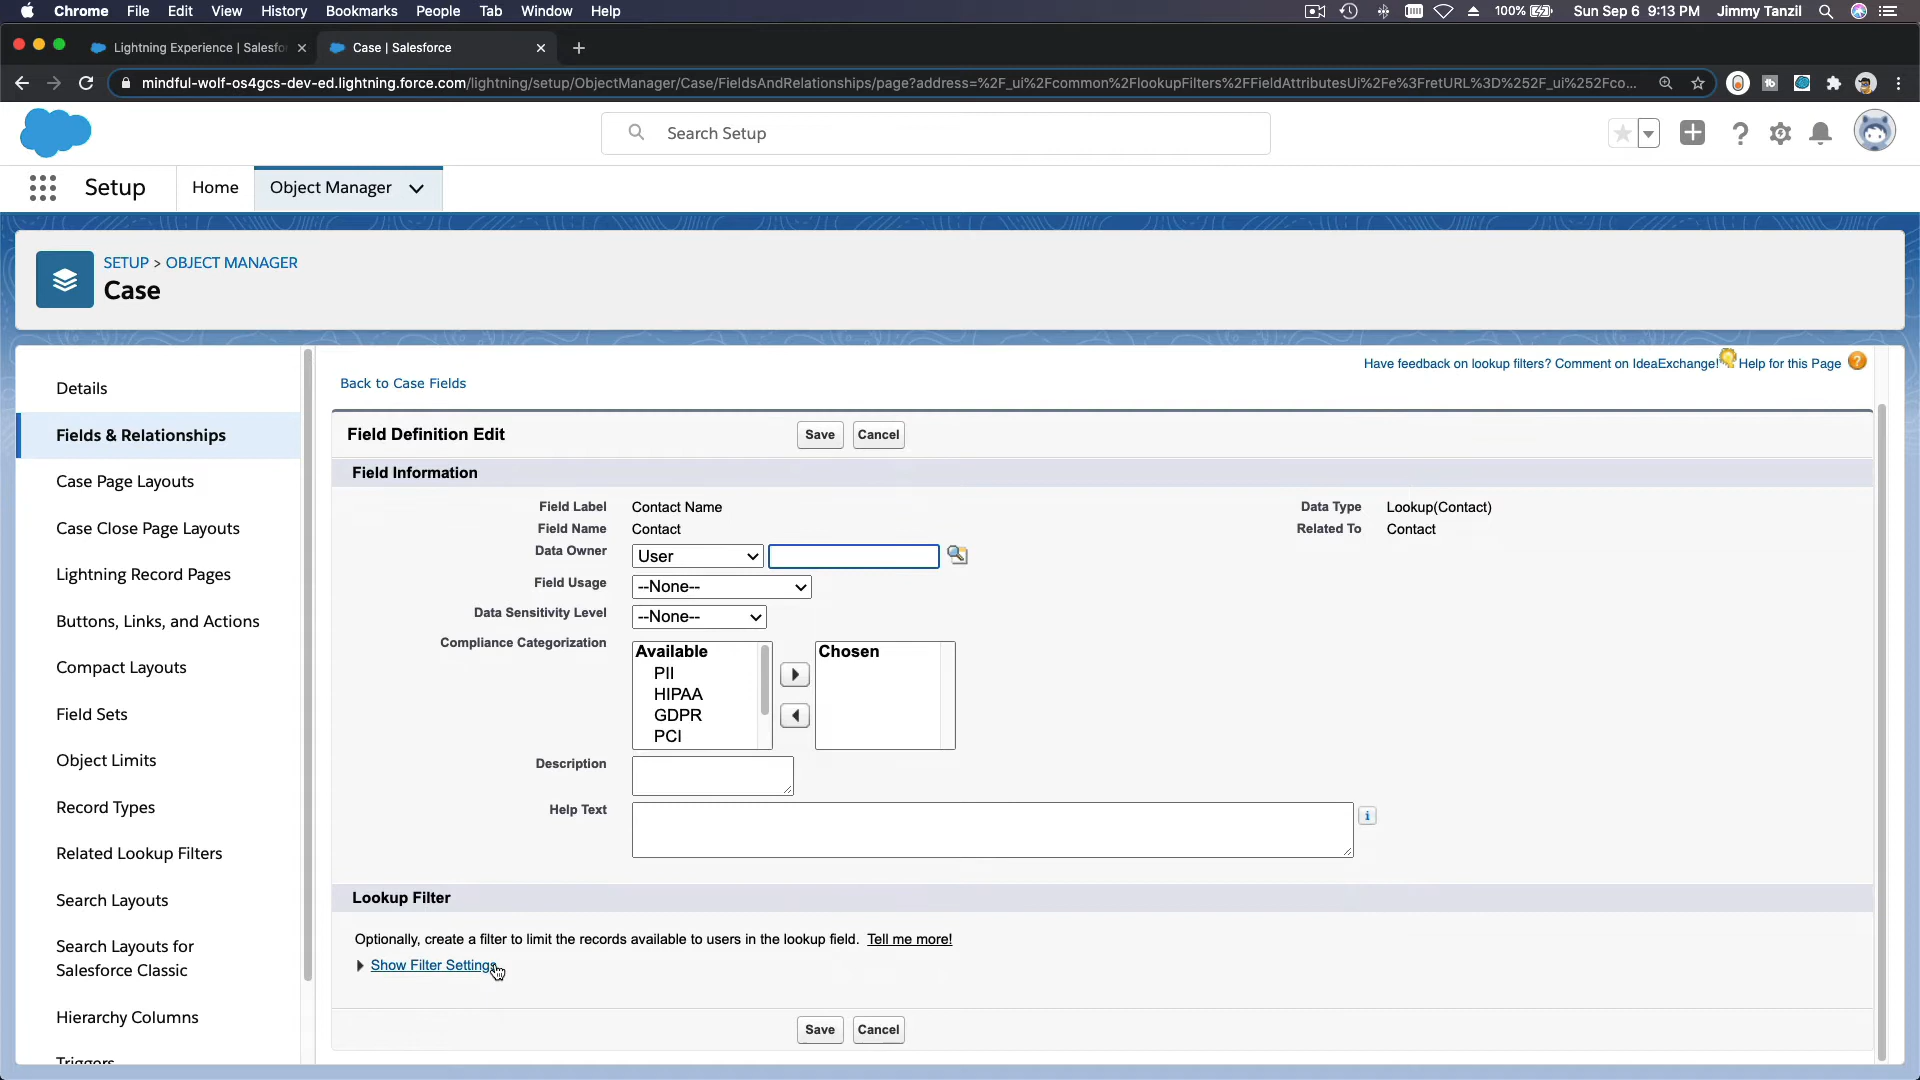 Chrome File Edit View History Bookmarks People Tab Window Help 100% Sun Sep 6 9:13 PM Jimmy Tanzil
Lightning Experience | Salesfo
Case | Salesforce
mindful-wolf-os4gcs-dev-ed.lightning.force.com/lightning/setup/ObjectManager/Case/FieldsAndRelationships/page?address=%2F_ui%2Fcommon%2FlookupFilters%2FFieldAttributesUi%2Fe%3FretURL%3D%252F_ui%252Fco...
Search Setup
Setup Home Object Manager
SETUP > OBJECT MANAGER
Case
Details
Fields & Relationships
Case Page Layouts
Case Close Page Layouts
Lightning Record Pages
Buttons, Links, and Actions
Compact Layouts
Field Sets
Object Limits
Record Types
Related Lookup Filters
Search Layouts
Search Layouts for
Salesforce Classic
Hierarchy Columns
Triggers
Have feedback on lookup filters? Comment on IdeaExchange! Help for this Page ?
Back to Case Fields
Field Definition Edit Save Cancel
Field Information
Field Label Contact Name Data Type Lookup(Contact)
Field Name Contact Related To Contact
Data Owner User
Field Usage --None--
Data Sensitivity Level --None--
Compliance Categorization Available Chosen
PII
HIPAA
GDPR
PCI
Description
Help Text
Lookup Filter
Optionally, create a filter to limit the records available to users in the lookup field. Tell me more!
Show Filter Settings
Save Cancel